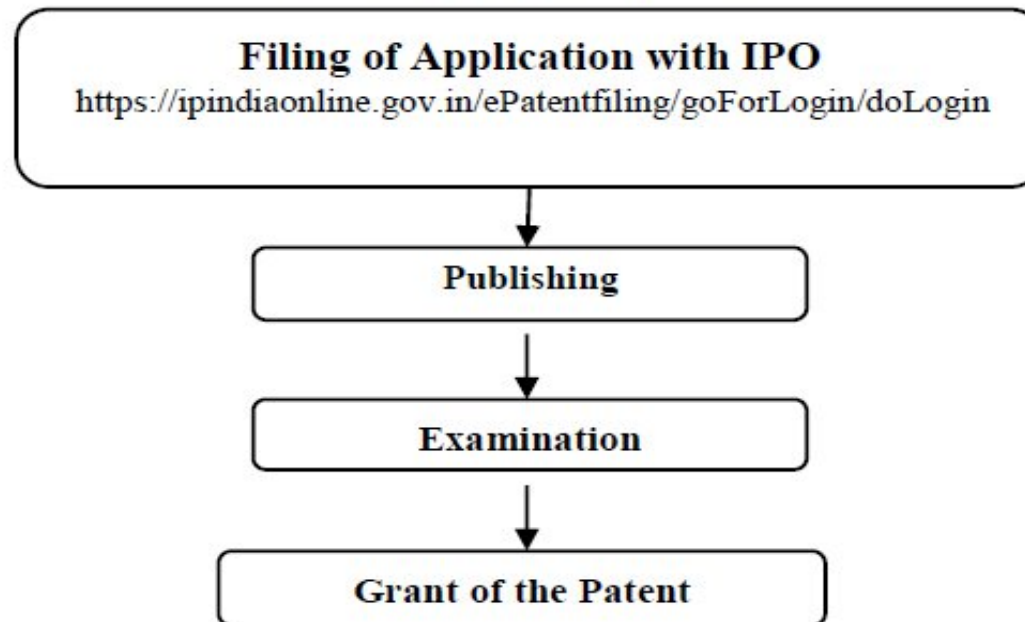 Filing of Application with IPO
https://ipindiaonline.gov.in/ePatentfiling/goForLogin/doLogin
Publishing
Examination
Grant of the Patent